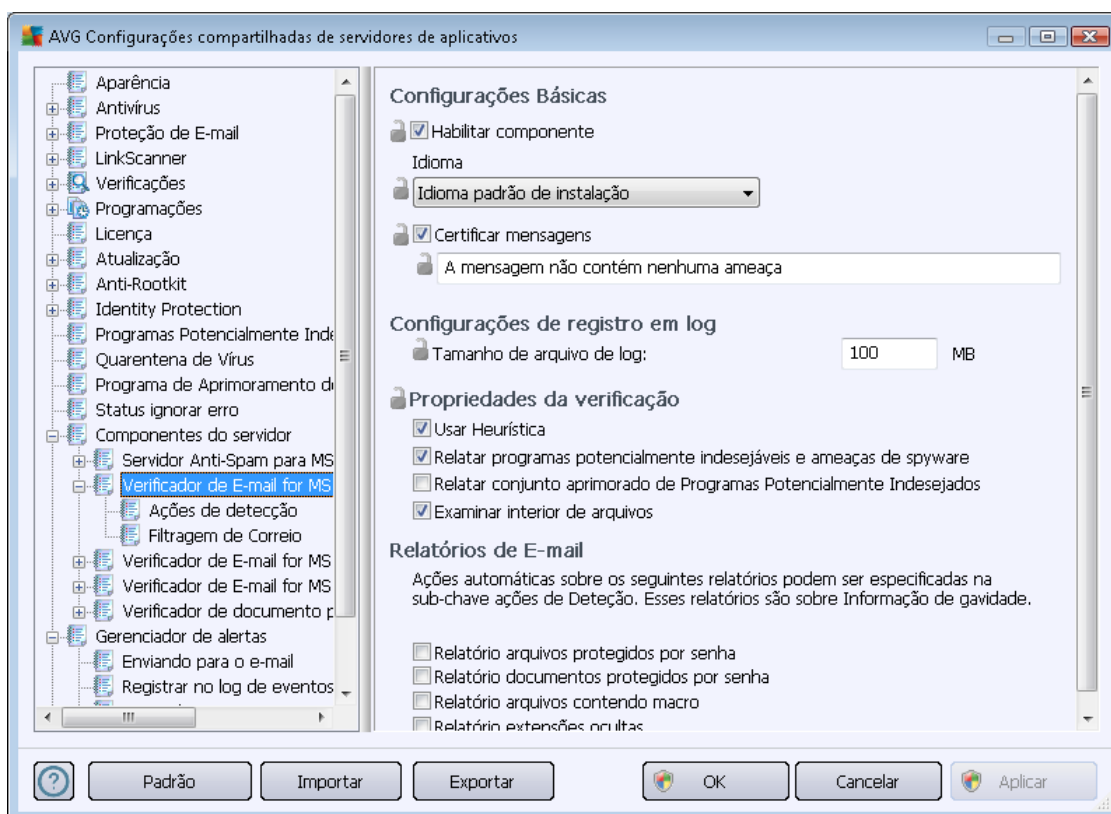 AVG Configurações compartilhadas de servidores de aplicativos
Aparência
Antivírus
Proteção de E-mail
LinkScanner
Verificações
Programações
Licença
Atualização
Anti-Rootkit
Identity Protection
Programas Potencialmente Inde
Quarentena de Vírus
Programa de Aprimoramento d
Status ignorar erro
Componentes do servidor
Servidor Anti-Spam para MS
Verificador de E-mail for MS
Ações de detecção
Filtragem de Correio
Verificador de E-mail for MS
Verificador de E-mail for MS
Verificador de documento p
Gerenciador de alertas
Enviando para o e-mail
Registrar no log de eventos
Configurações Básicas
Habilitar componente
Idioma
Idioma padrão de instalação
Certificar mensagens
A mensagem não contém nenhuma ameaça
Configurações de registro em log
Tamanho de arquivo de log: 100 MB
Propriedades da verificação
Usar Heurística
Relatar programas potencialmente indesejáveis e ameaças de spyware
Relatar conjunto aprimorado de Programas Potencialmente Indesejados
Examinar interior de arquivos
Relatórios de E-mail
Ações automáticas sobre os seguintes relatórios podem ser especificadas na
sub-chave ações de Deteção. Esses relatórios são sobre Informação de gavidade.
Relatório arquivos protegidos por senha
Relatório documentos protegidos por senha
Relatório arquivos contendo macro
Relatório extensões ocultas
Padrão Importar Exportar OK Cancelar Aplicar